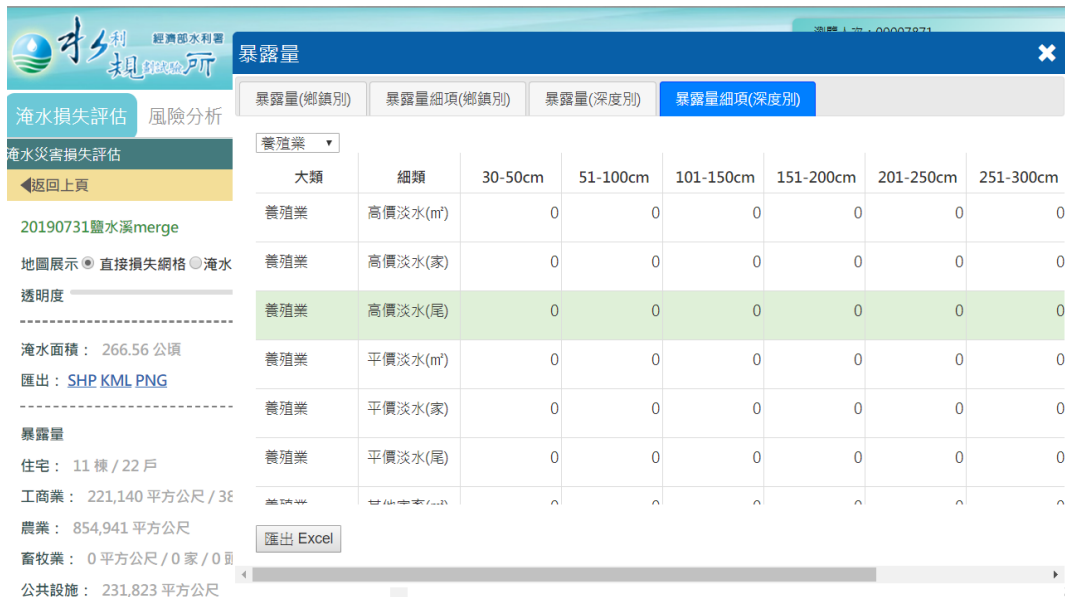 水利規劃試驗所
經濟部水利署
瀏覽人次：00007871
淹水損失評估 風險分析
淹水災害損失評估
返回上頁
20190731鹽水溪merge
地圖展示 直接損失網格 淹水
透明度
淹水面積： 266.56 公頃
匯出： SHP KML PNG
暴露量
住宅： 11 棟 / 22 戶
工商業： 221,140 平方公尺 / 38
農業： 854,941 平方公尺
畜牧業： 0 平方公尺 / 0 家 / 0 頭
公共設施： 231,823 平方公尺
暴露量
暴露量(鄉鎮別) 暴露量細項(鄉鎮別) 暴露量(深度別) 暴露量細項(深度別)
養殖業
大類 細類 30-50cm 51-100cm 101-150cm 151-200cm 201-250cm 251-300cm
養殖業 高價淡水(㎡) 0 0 0 0 0 0
養殖業 高價淡水(家) 0 0 0 0 0 0
養殖業 高價淡水(尾) 0 0 0 0 0 0
養殖業 平價淡水(㎡) 0 0 0 0 0 0
養殖業 平價淡水(家) 0 0 0 0 0 0
養殖業 平價淡水(尾) 0 0 0 0 0 0
匯出 Excel